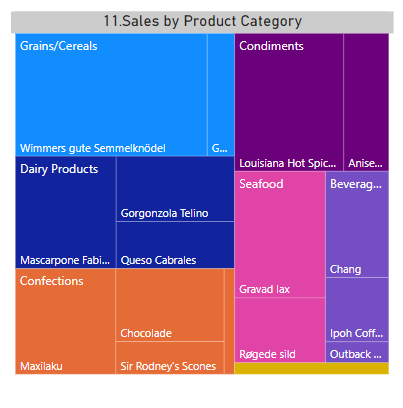 11.Sales by Product Category
Grains/Cereals
Wimmers gute Semmelknödel
G...
Dairy Products
Mascarpone Fabi...
Gorgonzola Telino
Queso Cabrales
Confections
Maxilaku
Chocolade
Sir Rodney's Scones
Condiments
Louisiana Hot Spic...
Anise...
Seafood
Gravad lax
Røgede sild
Beverag...
Chang
Ipoh Coff...
Outback ...